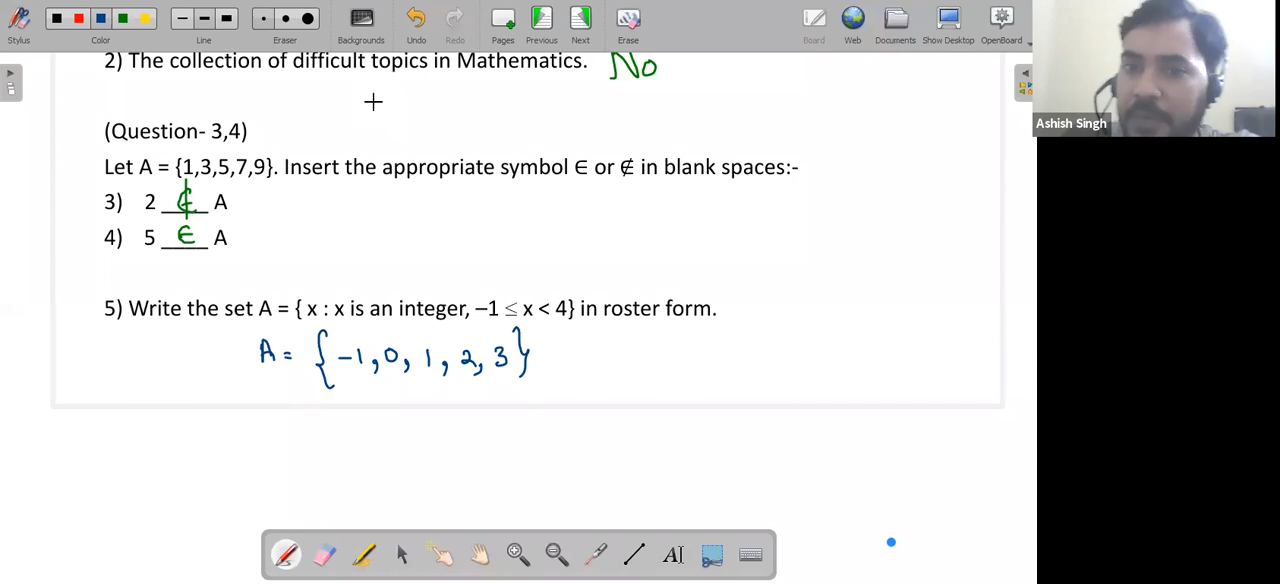 Stylus Color Line Eraser Backgrounds Undo Redo Pages Previous Next Erase Board Web Documents Show Desktop OpenBoard
2) The collection of difficult topics in Mathematics. No
Ashish Singh
(Question- 3,4)
Let A = {1,3,5,7,9}. Insert the appropriate symbol ∈ or ∉ in blank spaces:-
3) 2 ∉ A
4) 5 ∈ A
5) Write the set A = { x : x is an integer, –1 ≤ x < 4} in roster form.
A = {-1, 0, 1, 2, 3}